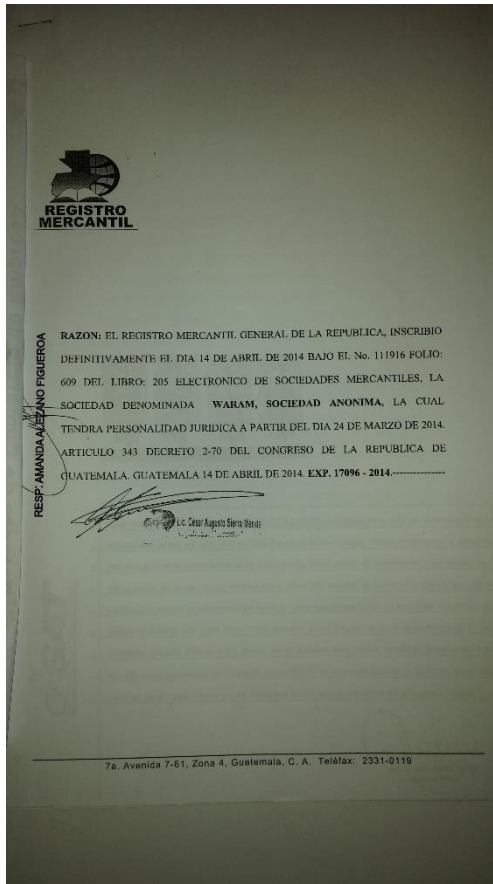 REGISTRO
MERCANTIL
RAZON: EL REGISTRO MERCANTIL GENERAL DE LA REPUBLICA, INSCRIBIO
DEFINITIVAMENTE EL DIA 14 DE ABRIL DE 2014 BAJO EL No. 111916 FOLIO:
609 DEL LIBRO: 205 ELECTRONICO DE SOCIEDADES MERCANTILES, LA
SOCIEDAD DENOMINADA WARAM, SOCIEDAD ANONIMA, LA CUAL
TENDRA PERSONALIDAD JURIDICA A PARTIR DEL DIA 24 DE MARZO DE 2014.
ARTICULO 343 DECRETO 2-70 DEL CONGRESO DE LA REPUBLICA DE
GUATEMALA. GUATEMALA 14 DE ABRIL DE 2014. EXP. 17096 - 2014.---------------
RESP. AMANDA FIGUEROA
Lic. César Augusto Sierra
7a. Avenida 7-61, Zona 4, Guatemala, C. A. Teléfax: 2331-0119